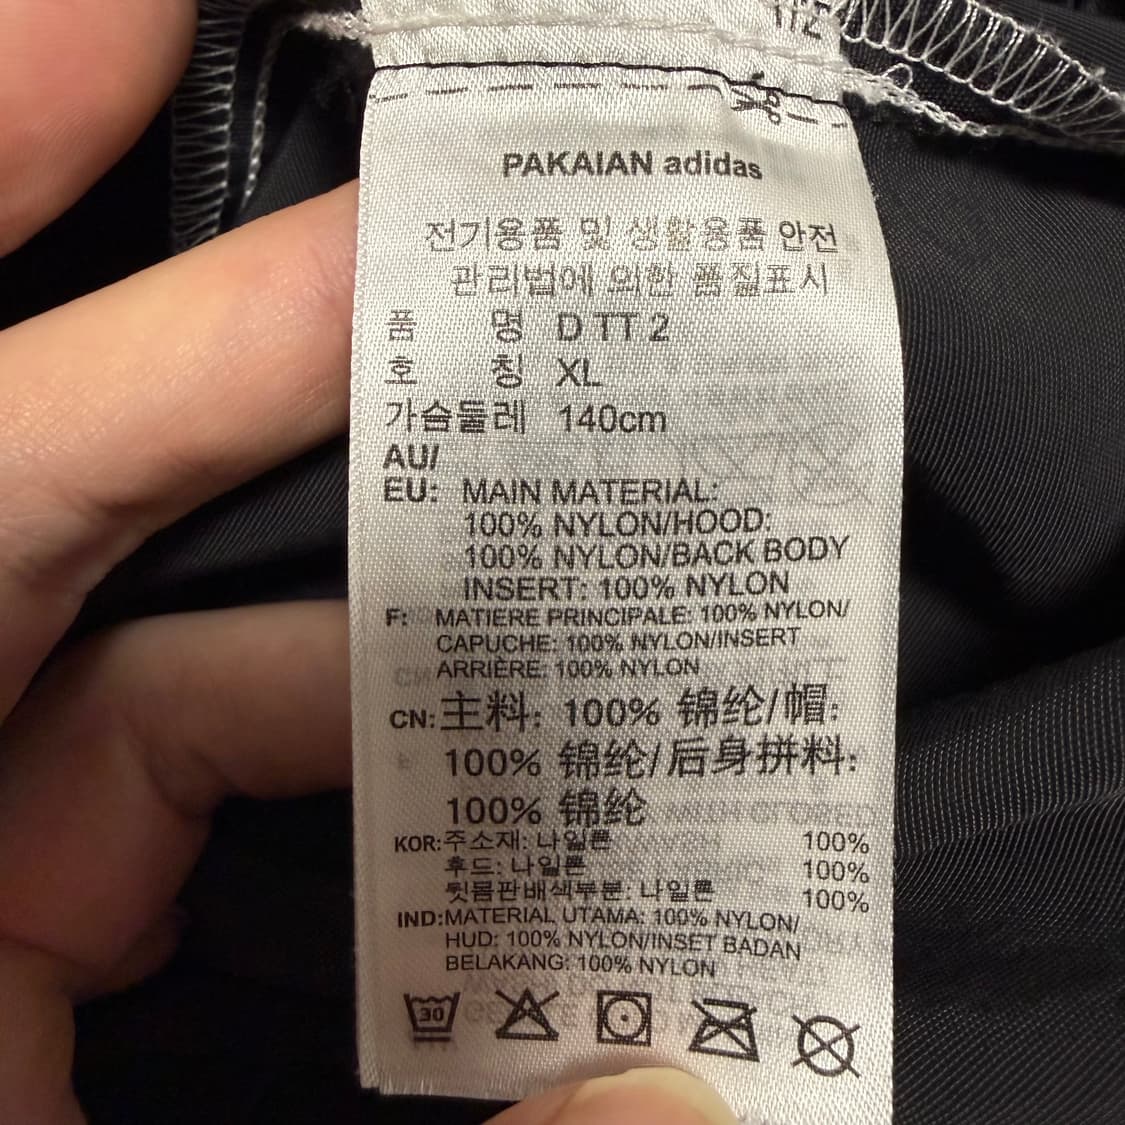 PAKAIAN adidas
전기용품 및 생활용품 안전
관리법에 의한 품질표시
품 명 D TT 2
호 칭 XL
가슴둘레 140cm
AU/
EU: MAIN MATERIAL:
100% NYLON/HOOD:
100% NYLON/BACK BODY
INSERT: 100% NYLON
F: MATIERE PRINCIPALE: 100% NYLON/
CAPUCHE: 100% NYLON/INSERT
ARRIÈRE: 100% NYLON
CN: 主料: 100% 锦纶/帽:
100% 锦纶/后身拼料:
100% 锦纶
KOR: 주소재: 나일론 100%
후드: 나일론 100%
뒷몸판배색부분: 나일론 100%
IND: MATERIAL UTAMA: 100% NYLON/
HUD: 100% NYLON/INSET BADAN
BELAKANG: 100% NYLON
30